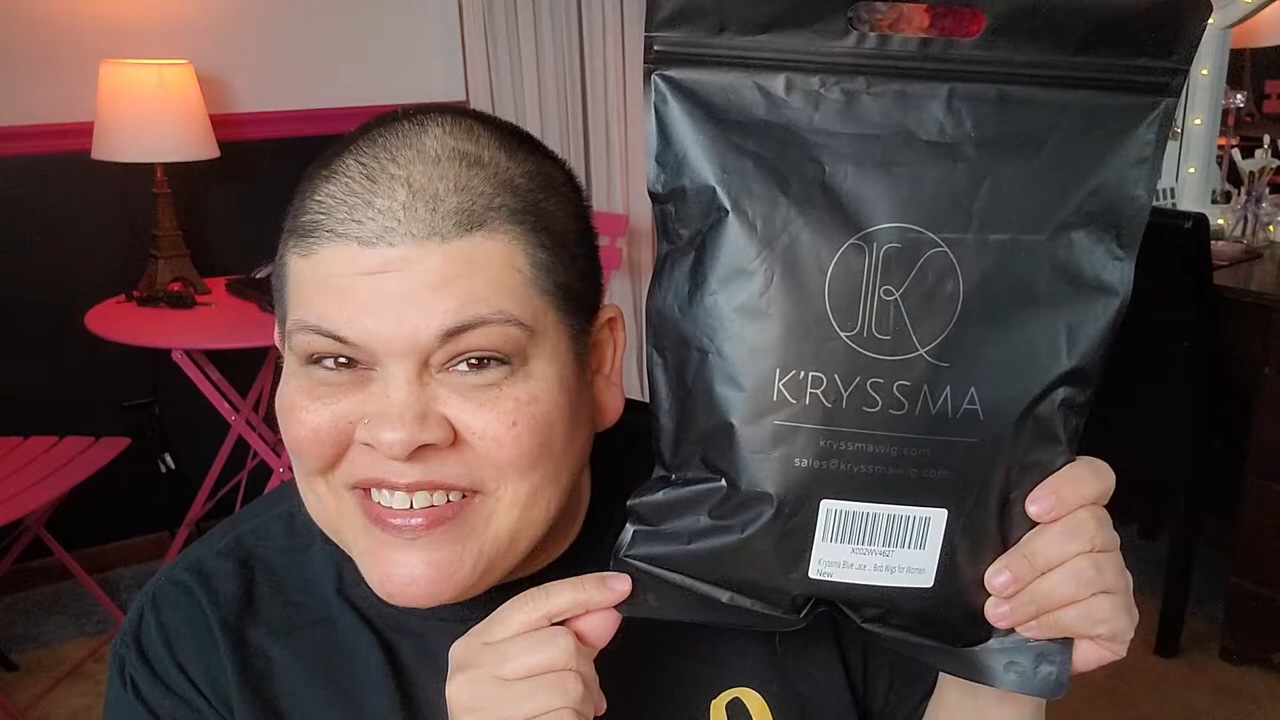 K'RYSSMA
kryssmawig.com
sales@kryssmawig.com
X002WV462T
K'ryssma Blue Lace ... Bob Wigs for Women
New